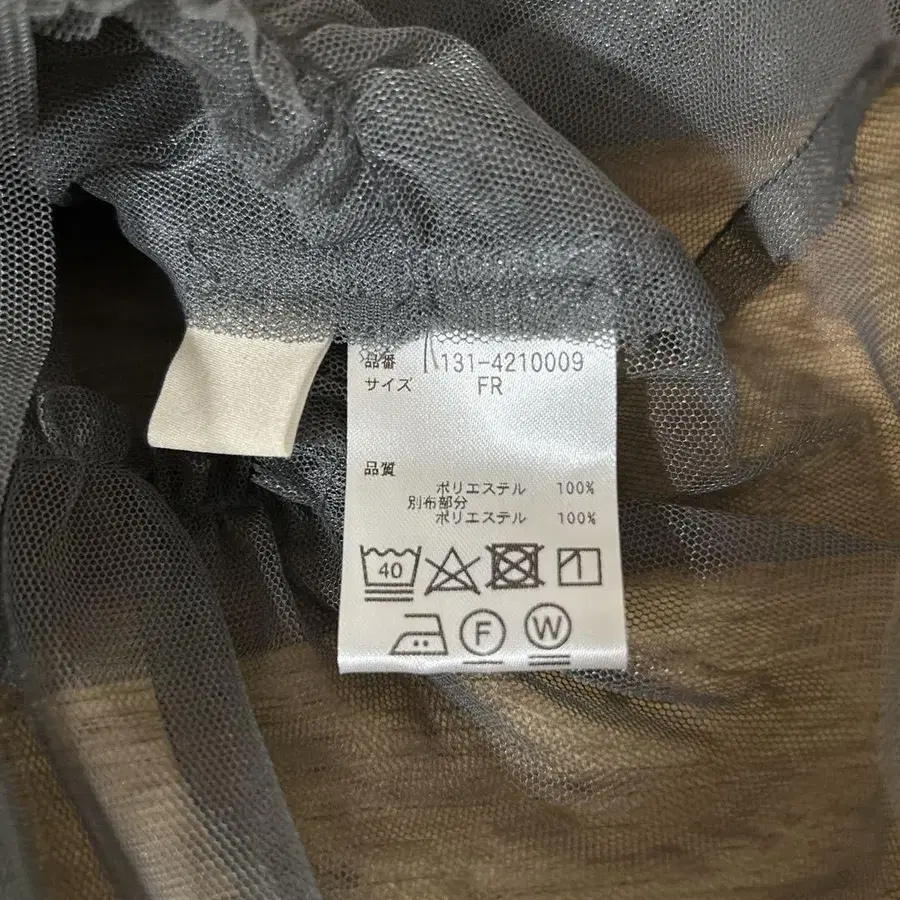 品番 131-4210009
サイズ FR
品質
ポリエステル 100%
別布部分
ポリエステル 100%
40
F W